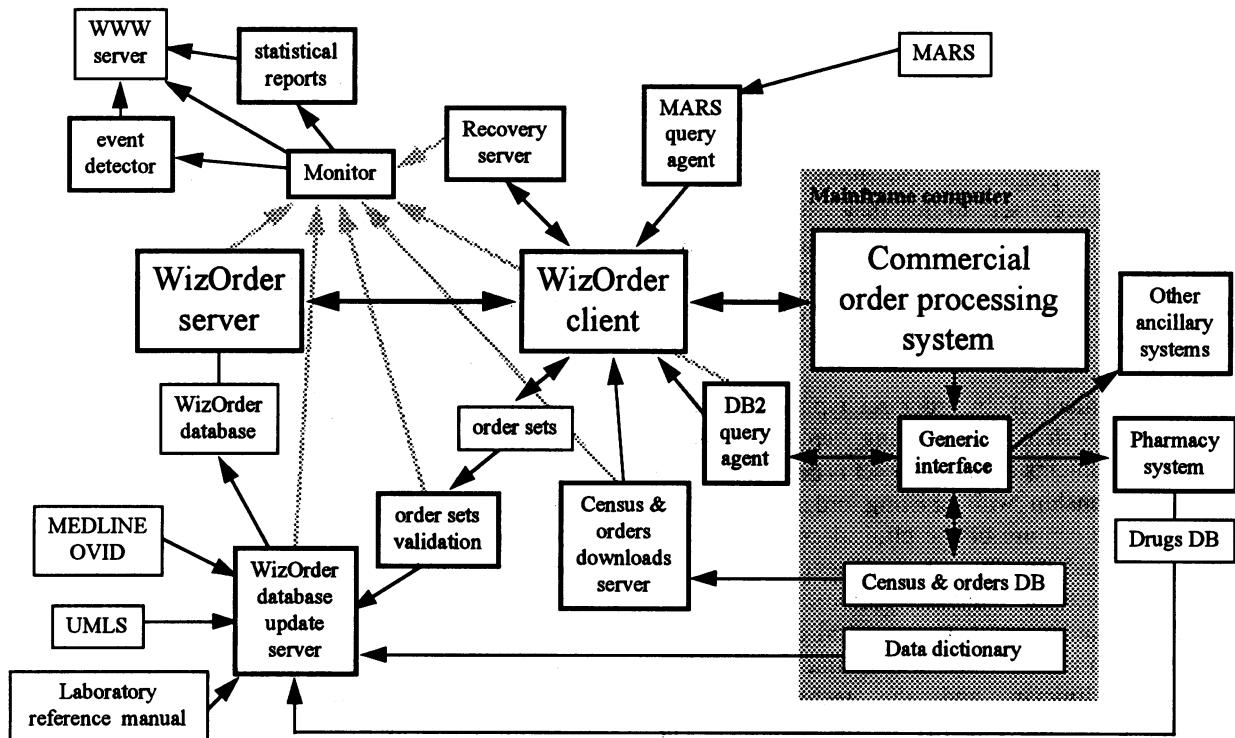 WWW
server
statistical
reports
MARS
event
detector
Monitor
Recovery
server
MARS
query
agent
Mainframe computer
WizOrder
server
WizOrder
client
Commercial
order processing
system
Other
ancillary
systems
WizOrder
database
order sets
DB2
query
agent
Generic
interface
Pharmacy
system
MEDLINE
OVID
order sets
validation
Census &
orders
downloads
server
Drugs DB
WizOrder
database
update
server
Census & orders DB
UMLS
Data dictionary
Laboratory
reference manual